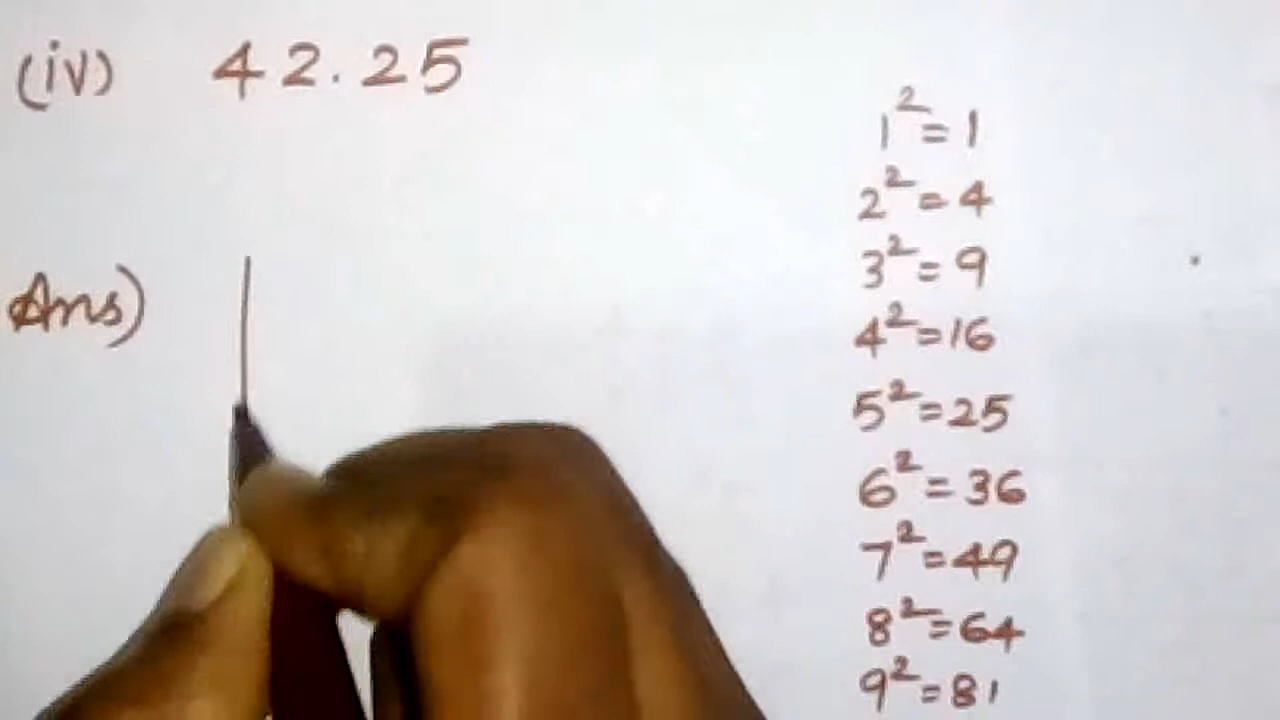 (iv) 42.25
Ans)
1² = 1
2² = 4
3² = 9
4² = 16
5² = 25
6² = 36
7² = 49
8² = 64
9² = 81